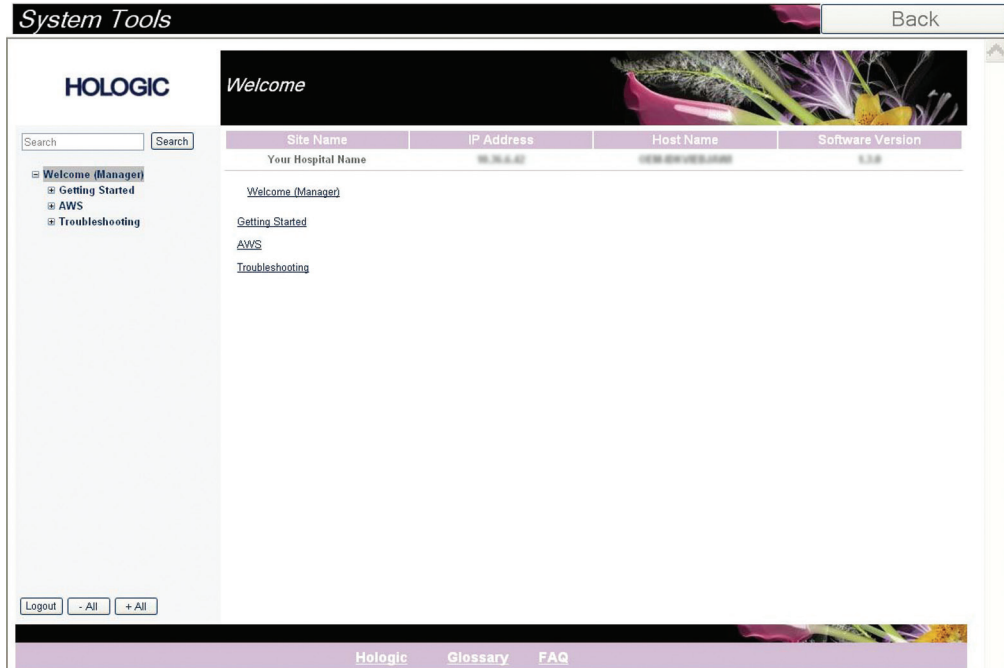 System Tools
Back
HOLOGIC
Welcome
Search
Search
Site Name IP Address Host Name Software Version
Your Hospital Name
Welcome (Manager)
Getting Started
AWS
Troubleshooting
Welcome (Manager)
Getting Started
AWS
Troubleshooting
Logout - All + All
Hologic Glossary FAQ